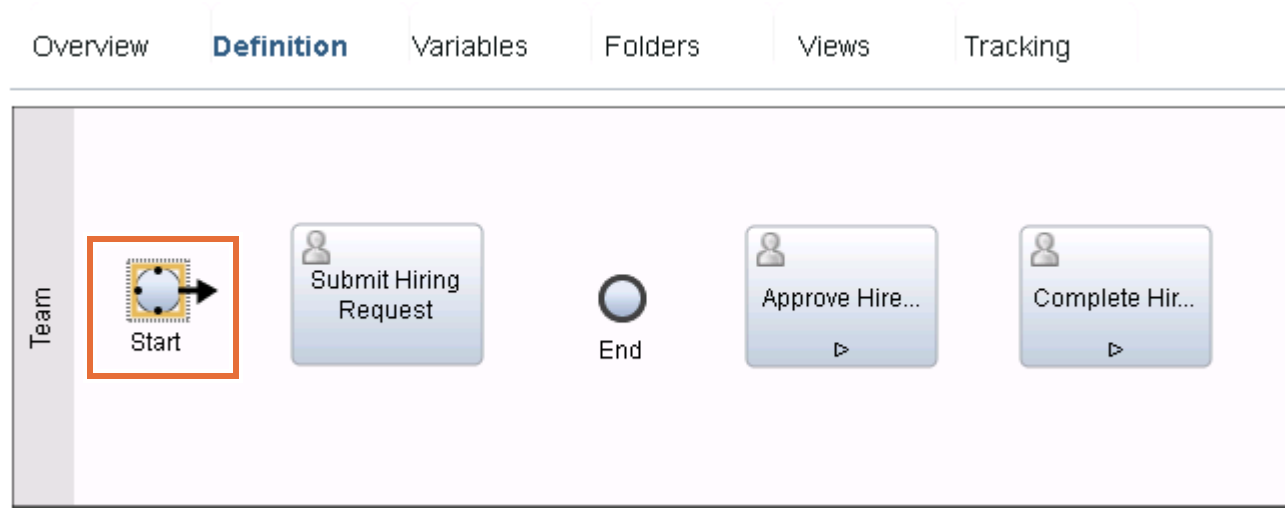 Overview Definition Variables Folders Views Tracking
Team
Submit Hiring
Request
Approve Hire...
Complete Hir...
Start
End